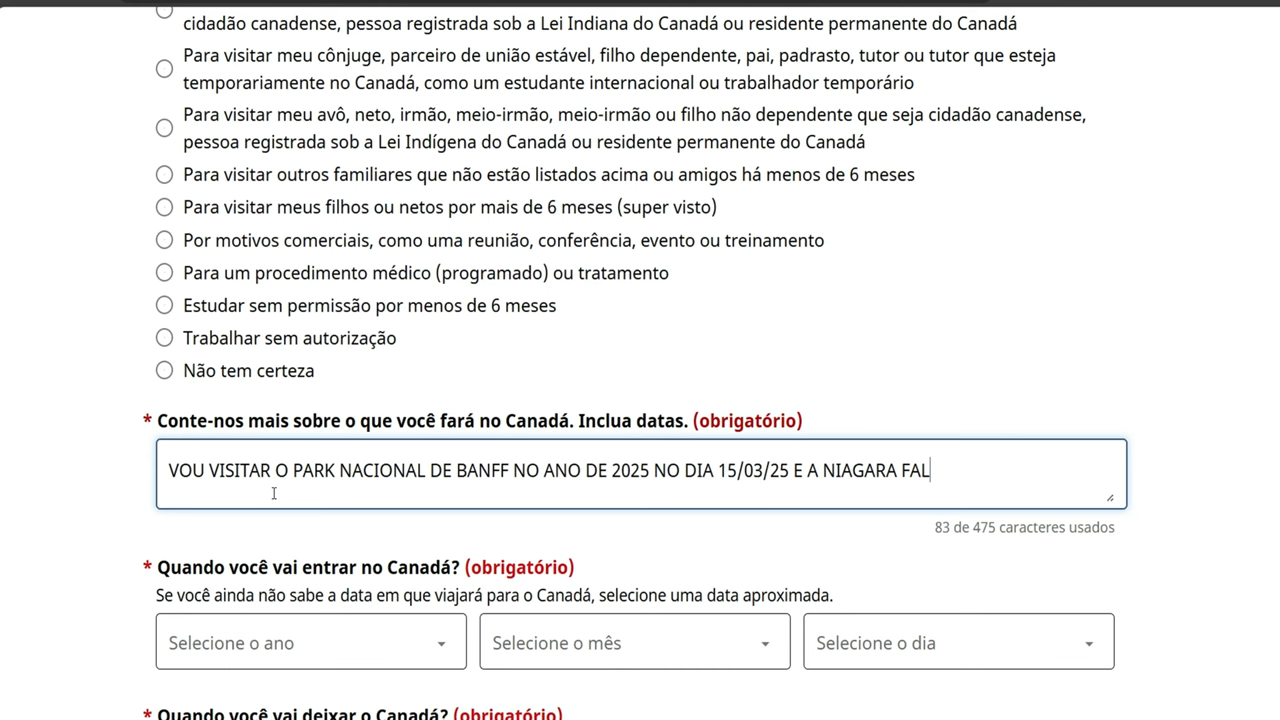 cidadão canadense, pessoa registrada sob a Lei Indiana do Canadá ou residente permanente do Canadá
Para visitar meu cônjuge, parceiro de união estável, filho dependente, pai, padrasto, tutor ou tutor que esteja
temporariamente no Canadá, como um estudante internacional ou trabalhador temporário
Para visitar meu avô, neto, irmão, meio-irmão, meio-irmão ou filho não dependente que seja cidadão canadense,
pessoa registrada sob a Lei Indígena do Canadá ou residente permanente do Canadá
Para visitar outros familiares que não estão listados acima ou amigos há menos de 6 meses
Para visitar meus filhos ou netos por mais de 6 meses (super visto)
Por motivos comerciais, como uma reunião, conferência, evento ou treinamento
Para um procedimento médico (programado) ou tratamento
Estudar sem permissão por menos de 6 meses
Trabalhar sem autorização
Não tem certeza
* Conte-nos mais sobre o que você fará no Canadá. Inclua datas. (obrigatório)
VOU VISITAR O PARK NACIONAL DE BANFF NO ANO DE 2025 NO DIA 15/03/25 E A NIAGARA FAL
83 de 475 caracteres usados
* Quando você vai entrar no Canadá? (obrigatório)
Se você ainda não sabe a data em que viajará para o Canadá, selecione uma data aproximada.
Selecione o ano Selecione o mês Selecione o dia
* Quando você vai deixar o Canadá? (obrigatório)